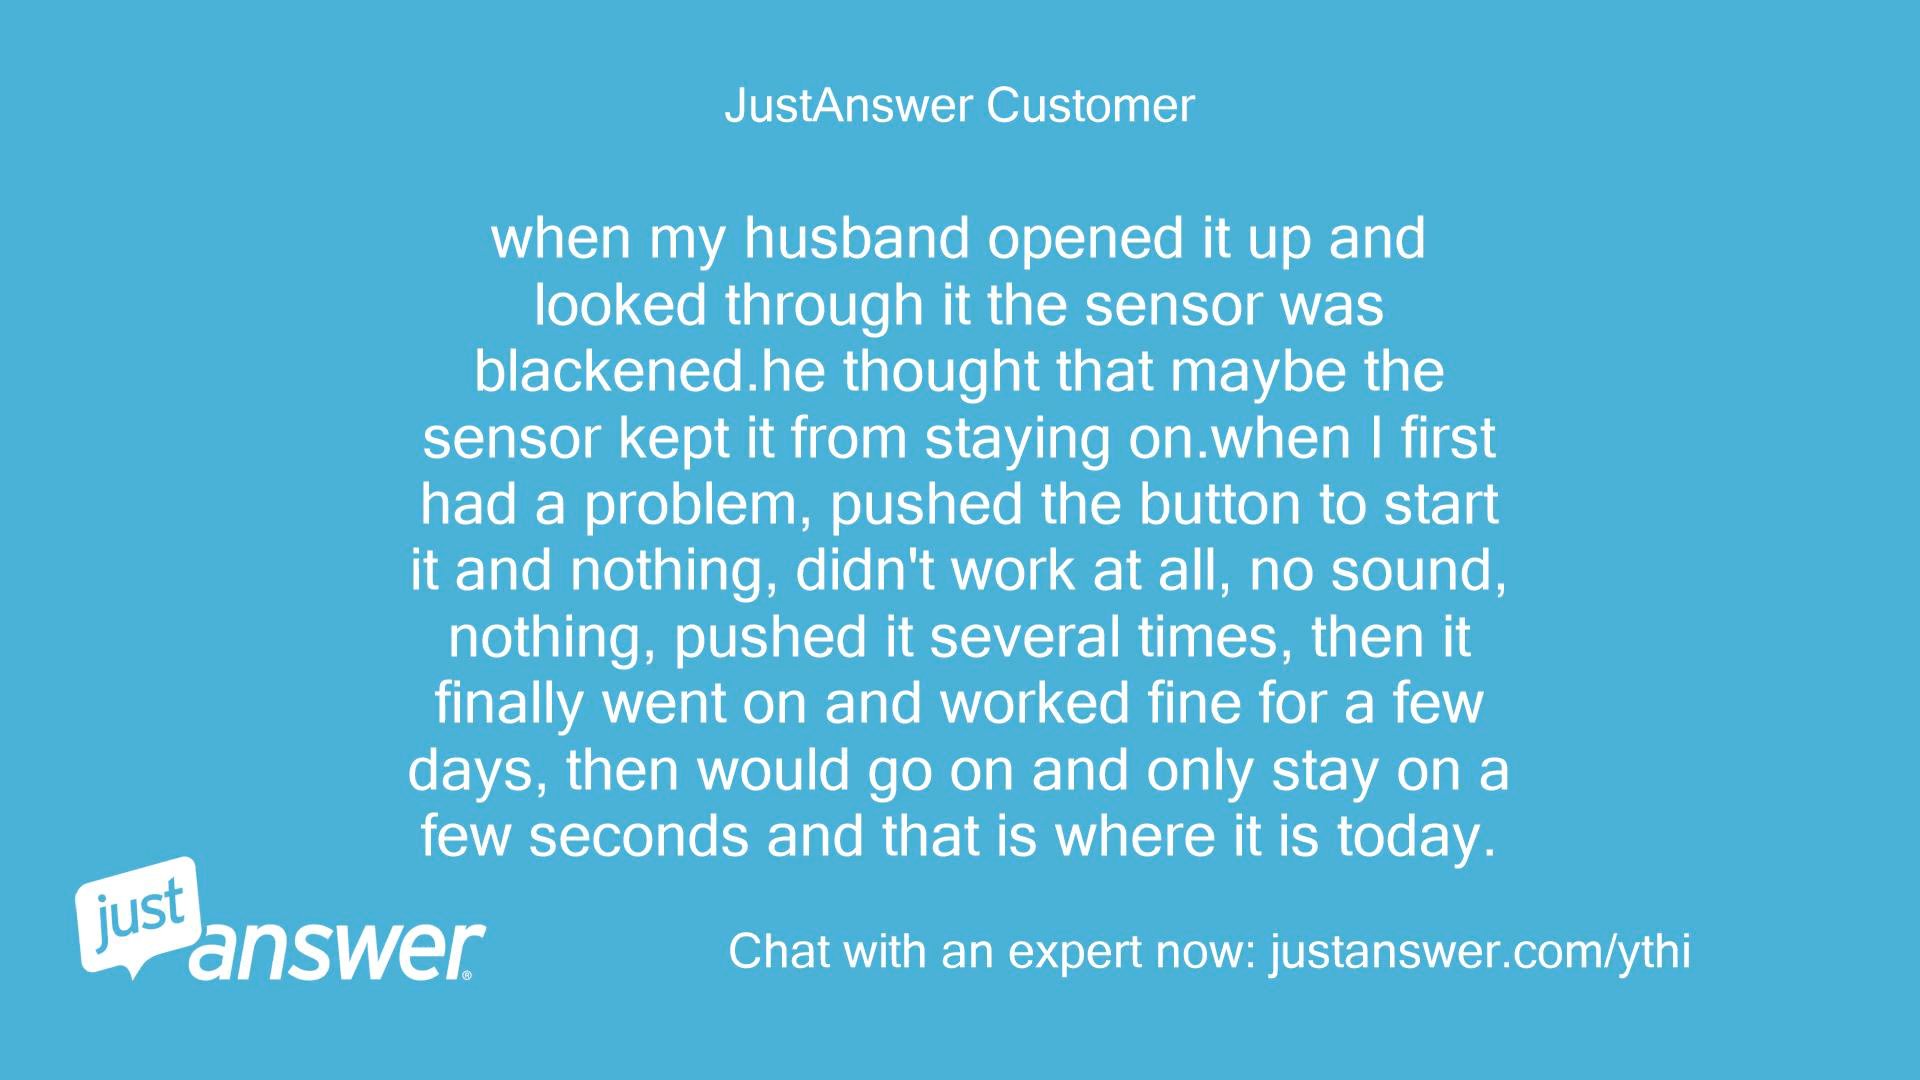 JustAnswer Customer
when my husband opened it up and
looked through it the sensor was
blackened.he thought that maybe the
sensor kept it from staying on.when I first
had a problem, pushed the button to start
it and nothing, didn't work at all, no sound,
nothing, pushed it several times, then it
finally went on and worked fine for a few
days, then would go on and only stay on a
few seconds and that is where it is today.
just
answer®
Chat with an expert now: justanswer.com/ythi